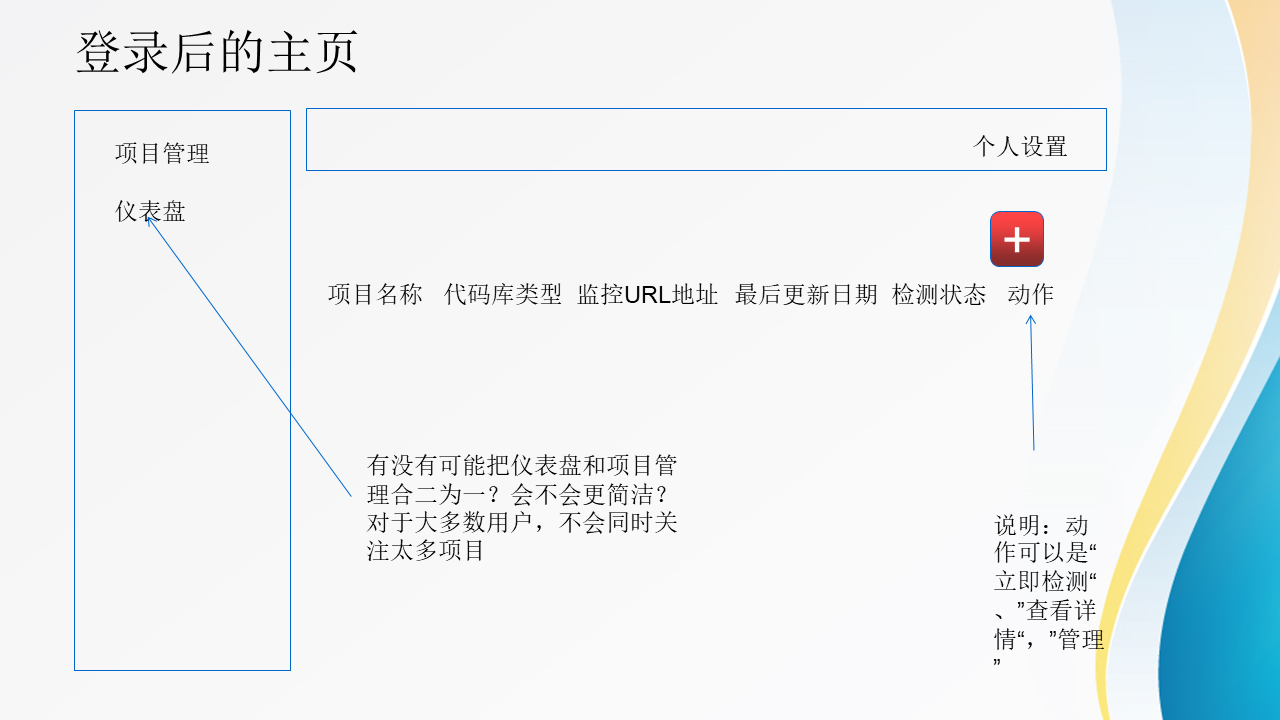 登录后的主页
项目管理
个人设置
仪表盘
项目名称 代码库类型 监控URL地址 最后更新日期 检测状态 动作
有没有可能把仪表盘和项目管
理合二为一？会不会更简洁？
对于大多数用户，不会同时关
注太多项目
说明：动
作可以是“
立即检测“
、”查看详
情“，”管理
”